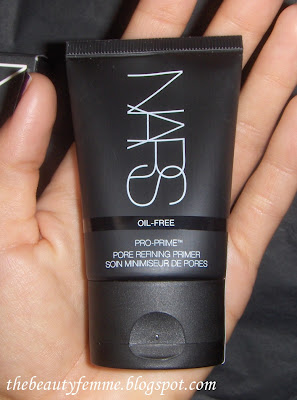 NARS
OIL-FREE
PRO-PRIME™
PORE REFINING PRIMER
SOIN MINIMISEUR DE PORES
thebeautyfemme.blogspot.com